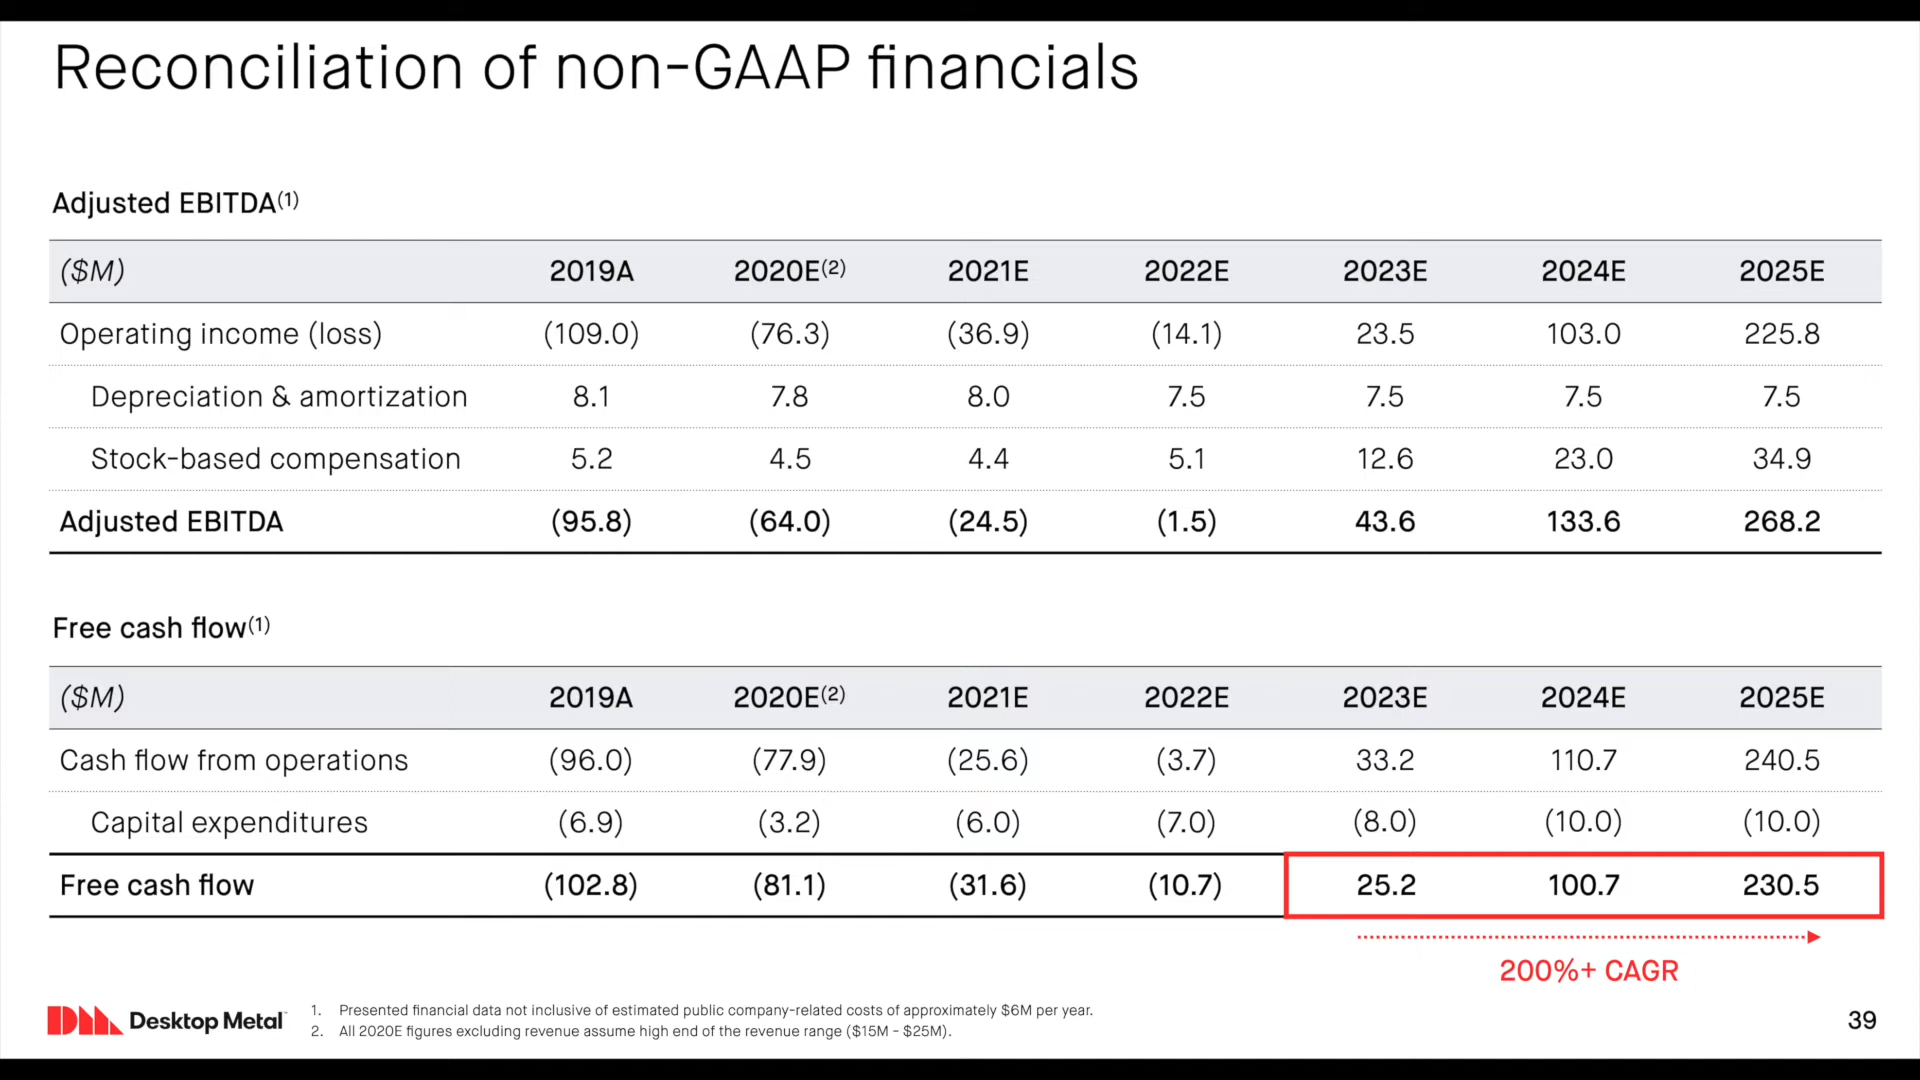 Reconciliation of non-GAAP financials
Adjusted EBITDA(1)
($M) 2019A 2020E(2) 2021E 2022E 2023E 2024E 2025E
Operating income (loss) (109.0) (76.3) (36.9) (14.1) 23.5 103.0 225.8
Depreciation & amortization 8.1 7.8 8.0 7.5 7.5 7.5 7.5
Stock-based compensation 5.2 4.5 4.4 5.1 12.6 23.0 34.9
Adjusted EBITDA (95.8) (64.0) (24.5) (1.5) 43.6 133.6 268.2
Free cash flow(1)
($M) 2019A 2020E(2) 2021E 2022E 2023E 2024E 2025E
Cash flow from operations (96.0) (77.9) (25.6) (3.7) 33.2 110.7 240.5
Capital expenditures (6.9) (3.2) (6.0) (7.0) (8.0) (10.0) (10.0)
Free cash flow (102.8) (81.1) (31.6) (10.7) 25.2 100.7 230.5
200%+ CAGR
Desktop Metal
1. Presented financial data not inclusive of estimated public company-related costs of approximately $6M per year.
2. All 2020E figures excluding revenue assume high end of the revenue range ($15M - $25M).
39